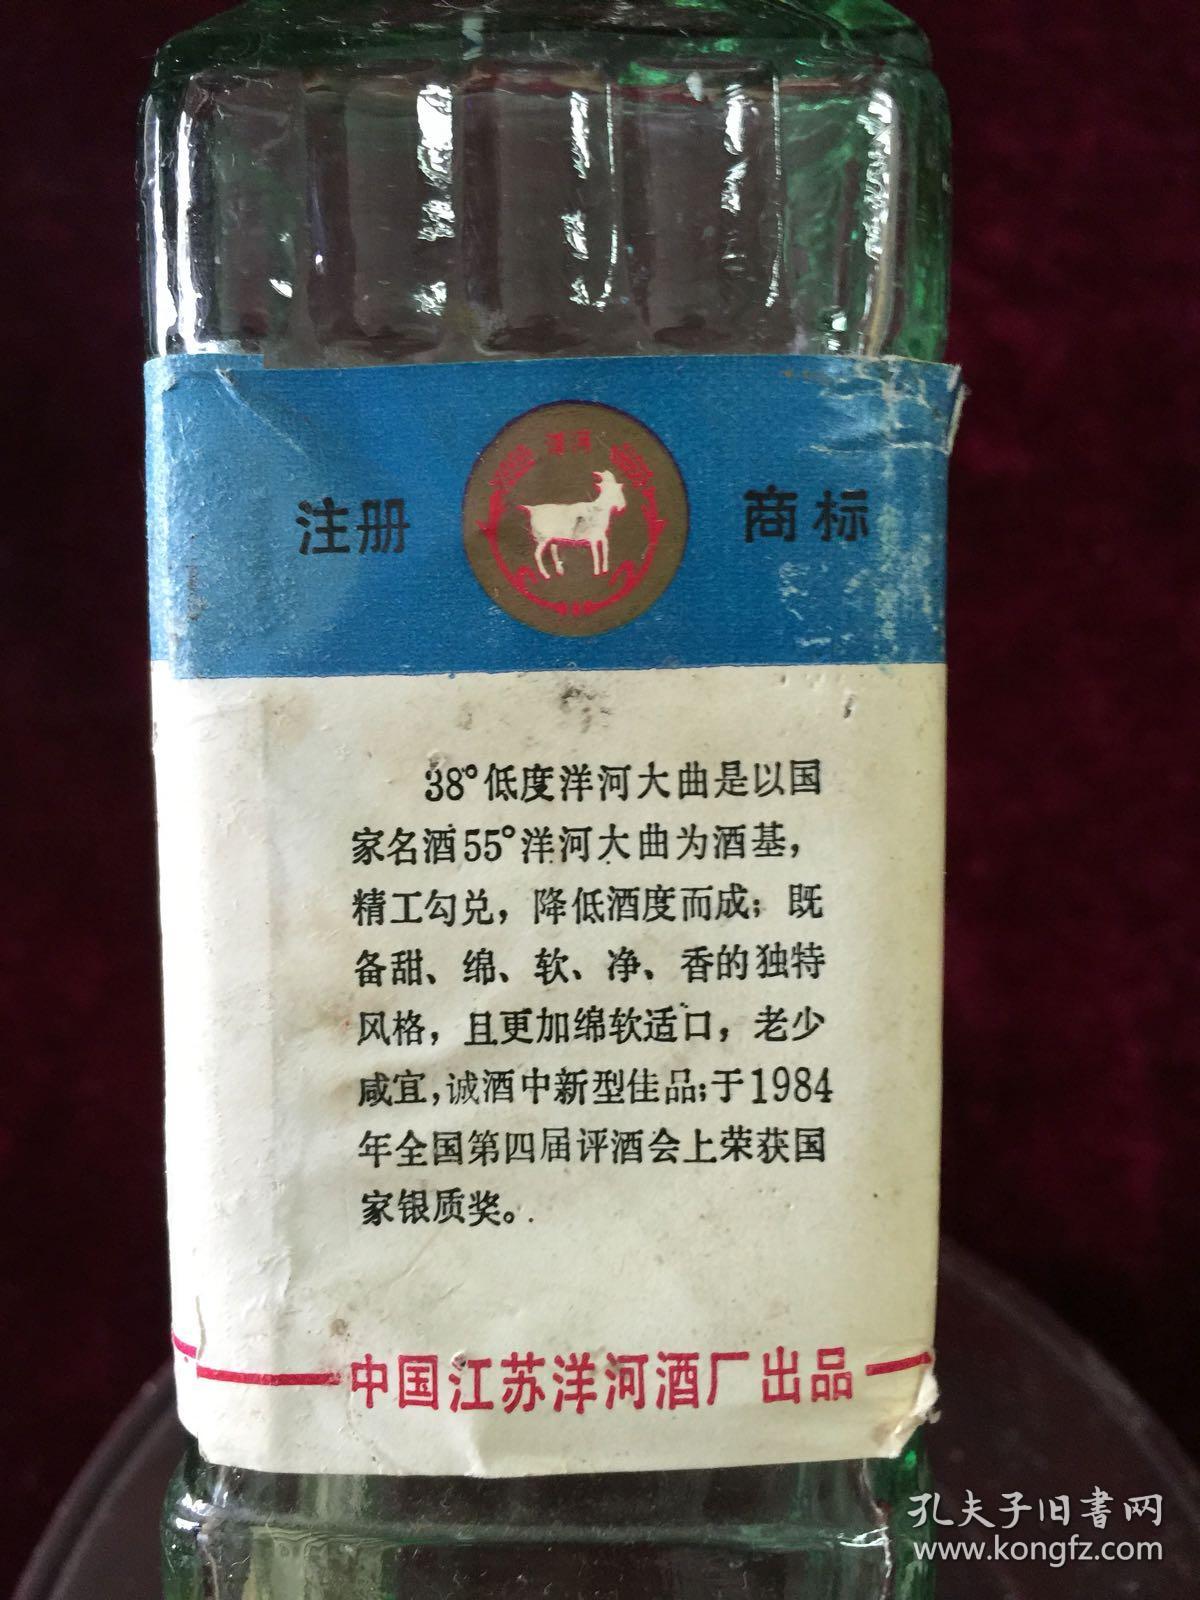 洋河
注册 商标
38°低度洋河大曲是以国
家名酒55°洋河大曲为酒基，
精工勾兑，降低酒度而成；既
备甜、绵、软、净、香的独特
风格，且更加绵软适口，老少
咸宜，诚酒中新型佳品；于1984
年全国第四届评酒会上荣获国
家银质奖。
中国江苏洋河酒厂出品
孔夫子旧书网
www.kongfz.com